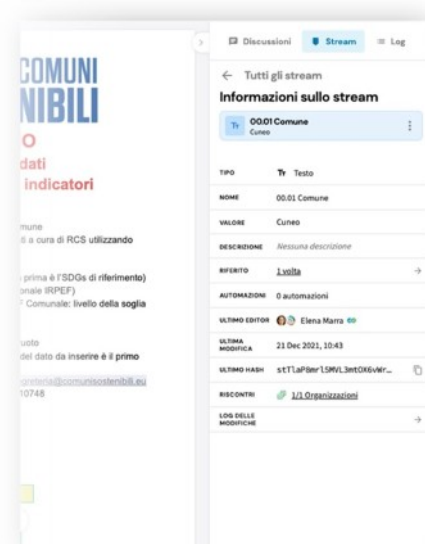 COMUNI
NIBILI
O
dati
indicatori
mune
ti a cura di RCS utilizzando
prima è l'SDGs di riferimento)
onale IRPEF)
Comunale: livello della soglia
uoto
del dato da inserire è il primo
greteria@comunisostenibili.eu
10748
Discussioni Stream Log
← Tutti gli stream
Informazioni sullo stream
Tr 00.01 Comune
Cuneo
TIPO Tr Testo
NOME 00.01 Comune
VALORE Cuneo
DESCRIZIONE Nessuna descrizione
RIFERITO 1 volta →
AUTOMAZIONI 0 automazioni
ULTIMO EDITOR Elena Marra
ULTIMA MODIFICA 21 Dec 2021, 10:43
ULTIMO HASH
RISCONTRI 1/1 Organizzazioni
LOG DELLE MODIFICHE →